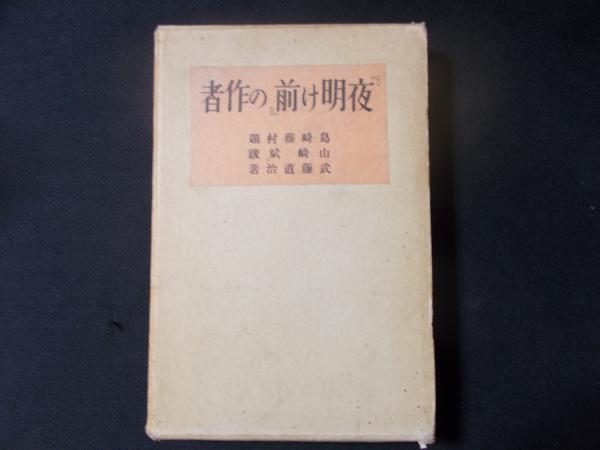 『夜明け前』の作者
島崎藤村題
山崎斌跋
武藤直治著